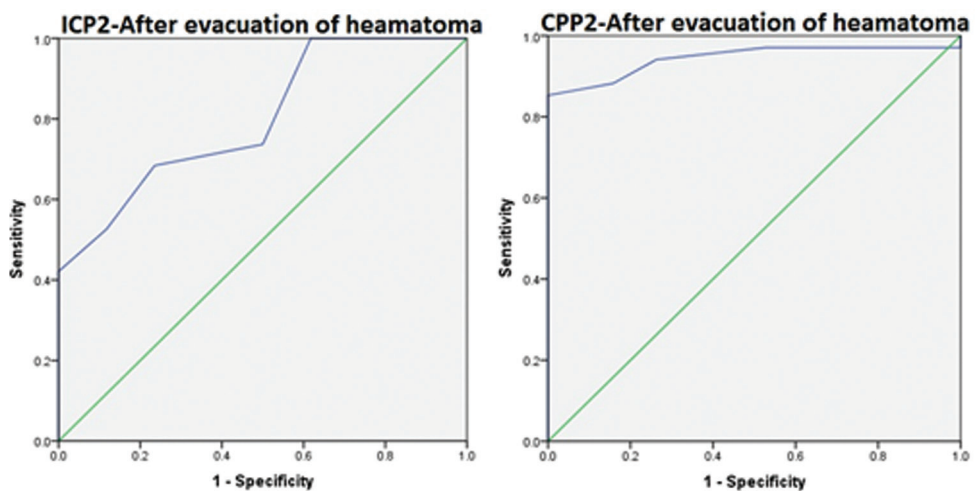 ICP2-After evacuation of heamatoma
1.0
0.8
0.6
0.4
0.2
0.0
Sensitivity
0.0 0.2 0.4 0.6 0.8 1.0
1 - Specificity
CPP2-After evacuation of heamatoma
1.0
0.8
0.6
0.4
0.2
0.0
Sensitivity
0.0 0.2 0.4 0.6 0.8 1.0
1 - Specificity